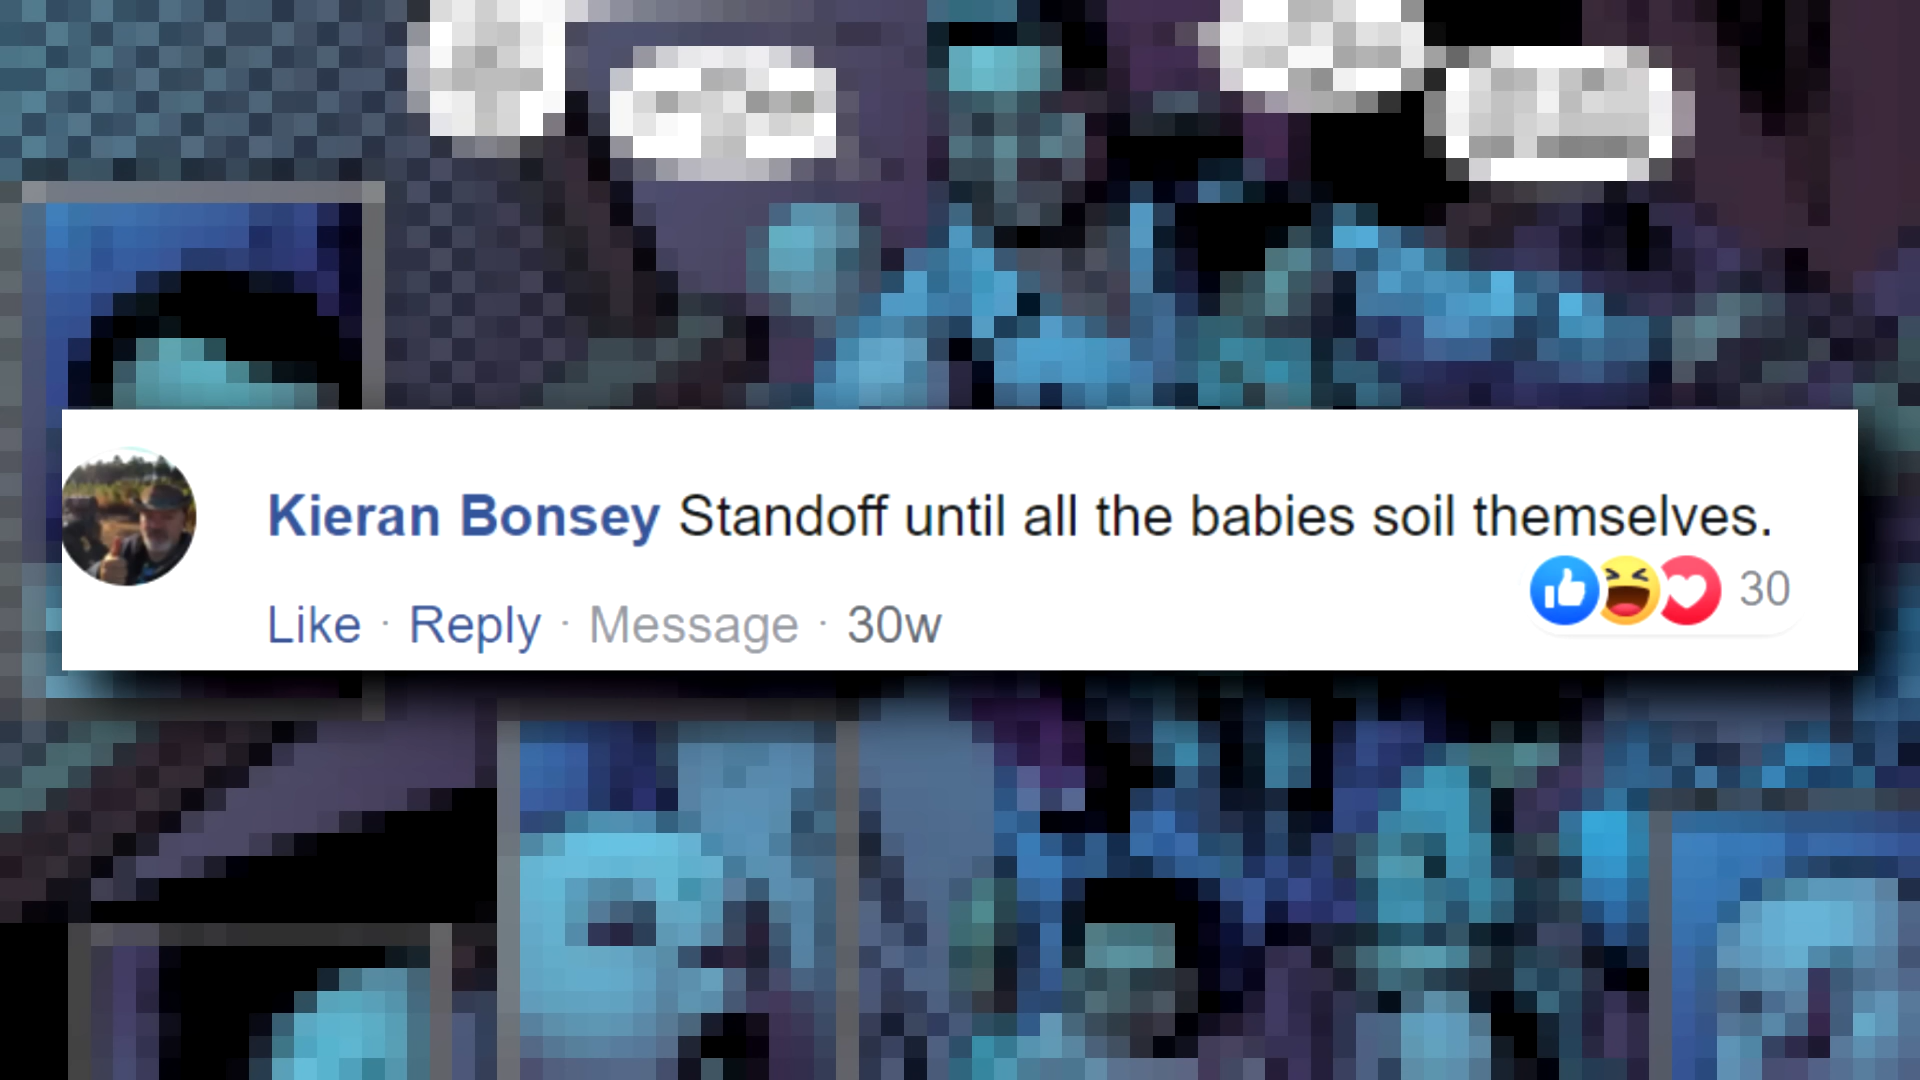 Kieran Bonsey Standoff until all the babies soil themselves.
30
Like · Reply · Message · 30w